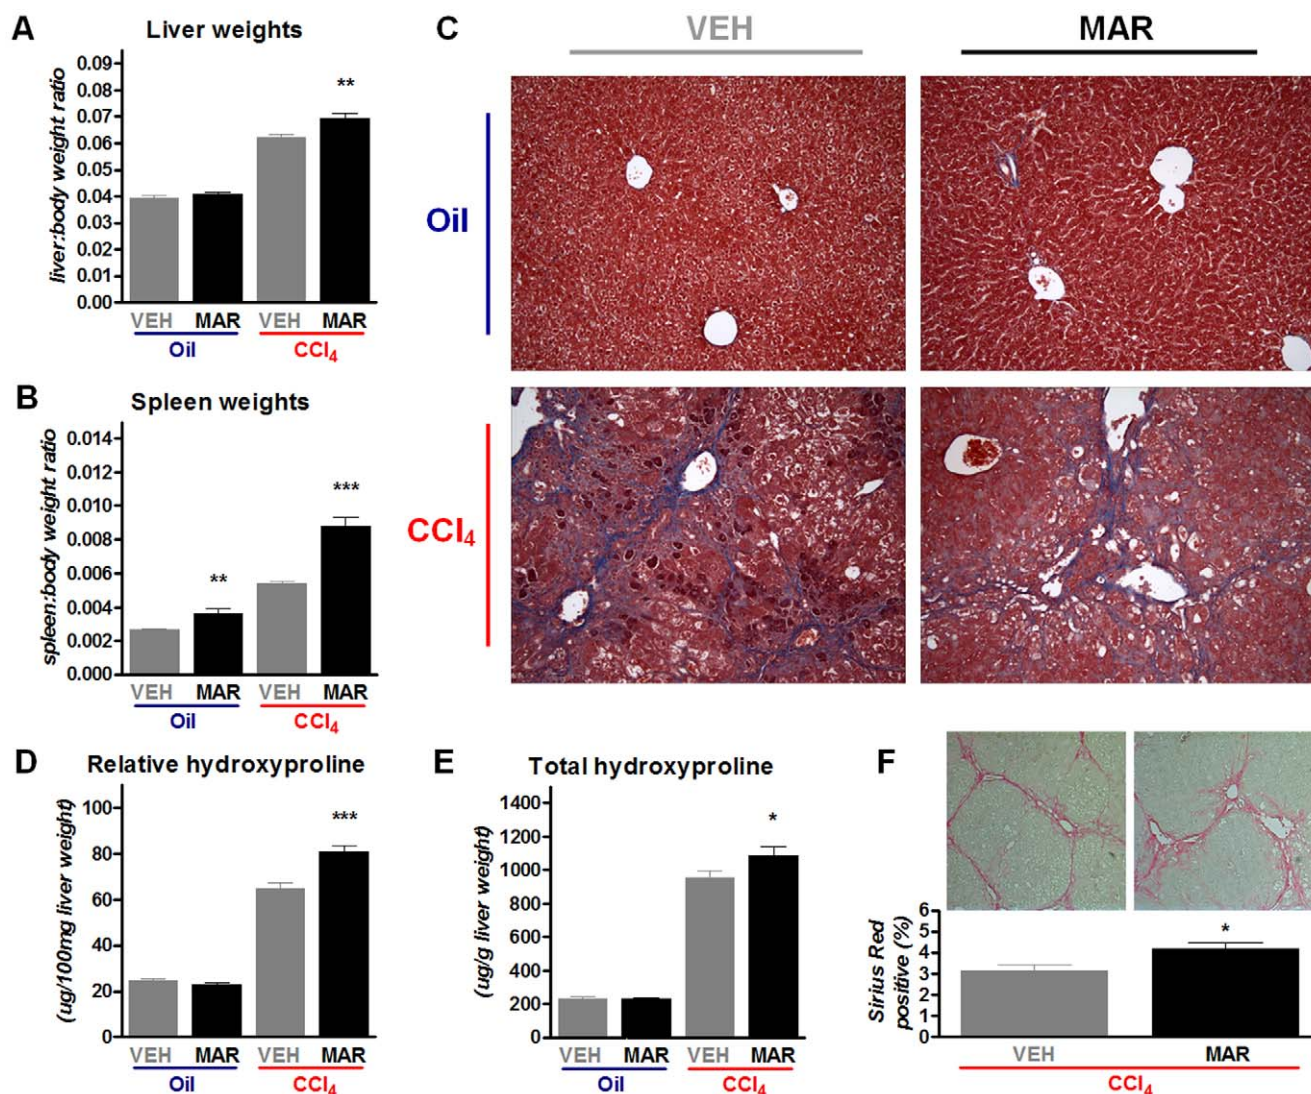 A
Liver weights
liver:body weight ratio
0.09
0.08
0.07
0.06
0.05
0.04
0.03
0.02
0.01
0.00
**
VEH MAR VEH MAR
Oil CCl₄
B
Spleen weights
spleen:body weight ratio
0.014
0.012
0.010
0.008
0.006
0.004
0.002
0.000
** ***
VEH MAR VEH MAR
Oil CCl₄
C
VEH MAR
Oil
CCl₄
D
Relative hydroxyproline
(ug/100mg liver weight)
100
80
60
40
20
0
***
VEH MAR VEH MAR
Oil CCl₄
E
Total hydroxyproline
(ug/g liver weight)
1400
1200
1000
800
600
400
200
0
*
VEH MAR VEH MAR
Oil CCl₄
F
Sirius Red
positive (%)
6
5
4
3
2
1
0
*
VEH MAR
CCl₄